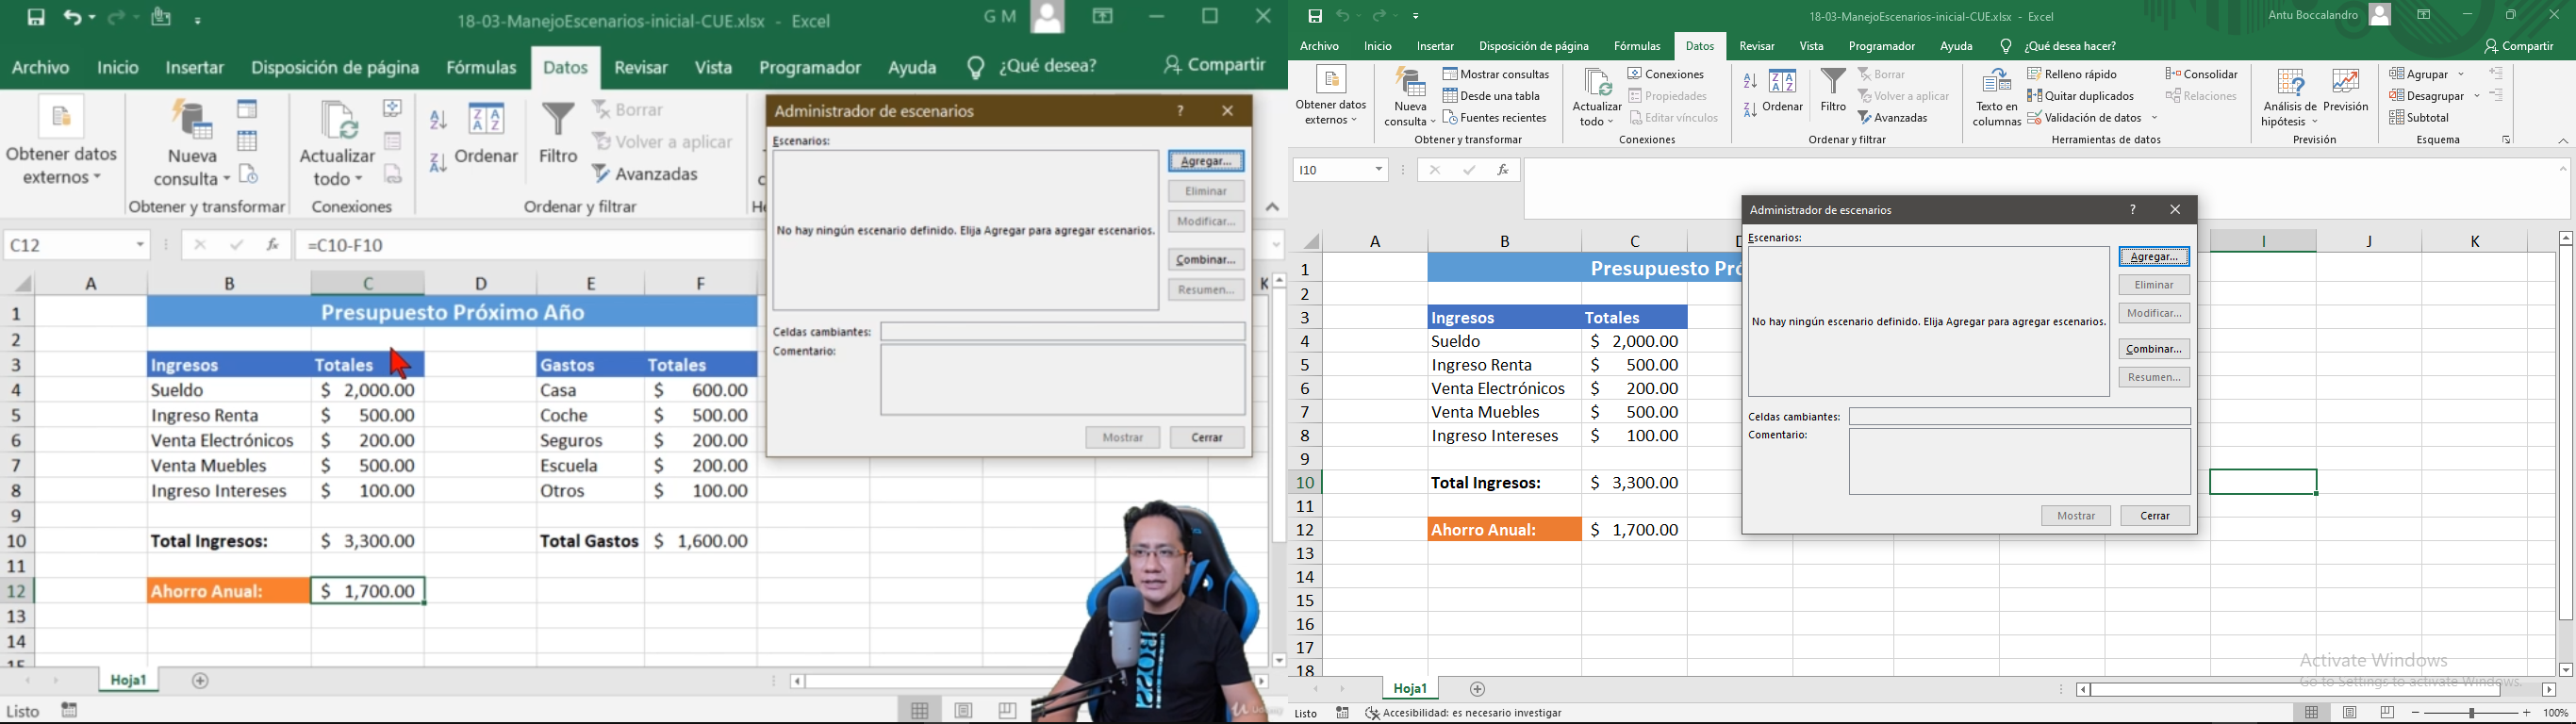 18-03-ManejoEscenarios-inicial-CUE.xlsx - Excel
G M
Archivo Inicio Insertar Disposición de página Fórmulas Datos Revisar Vista Programador Ayuda ¿Qué desea? Compartir
Obtener datos externos
Nueva consulta
Obtener y transformar
Actualizar todo
Conexiones
Ordenar
Filtro
Borrar
Volver a aplicar
Avanzadas
Ordenar y filtrar
C12
=C10-F10
A B C D E F K
1 Presupuesto Próximo Año
2
3 Ingresos Totales Gastos Totales
4 Sueldo $ 2,000.00 Casa $ 600.00
5 Ingreso Renta $ 500.00 Coche $ 500.00
6 Venta Electrónicos $ 200.00 Seguros $ 200.00
7 Venta Muebles $ 500.00 Escuela $ 200.00
8 Ingreso Intereses $ 100.00 Otros $ 100.00
9
10 Total Ingresos: $ 3,300.00 Total Gastos $ 1,600.00
11
12 Ahorro Anual: $ 1,700.00
13
14
15
Hoja1
Listo
Administrador de escenarios
?
Escenarios:
No hay ningún escenario definido. Elija Agregar para agregar escenarios.
Agregar...
Eliminar
Modificar...
Combinar...
Resumen...
Celdas cambiantes:
Comentario:
Mostrar Cerrar
18-03-ManejoEscenarios-inicial-CUE.xlsx - Excel
Antu Boccalandro
Archivo Inicio Insertar Disposición de página Fórmulas Datos Revisar Vista Programador Ayuda ¿Qué desea hacer? Compartir
Obtener datos externos
Nueva consulta
Mostrar consultas
Desde una tabla
Fuentes recientes
Obtener y transformar
Actualizar todo
Conexiones
Propiedades
Editar vínculos
Conexiones
Ordenar
Filtro
Borrar
Volver a aplicar
Avanzadas
Ordenar y filtrar
Texto en columnas
Relleno rápido
Quitar duplicados
Validación de datos
Consolidar
Relaciones
Herramientas de datos
Análisis de hipótesis
Previsión
Previsión
Agrupar
Desagrupar
Subtotal
Esquema
I10
A B C I J K
1 Presupuesto Pró
2
3 Ingresos Totales
4 Sueldo $ 2,000.00
5 Ingreso Renta $ 500.00
6 Venta Electrónicos $ 200.00
7 Venta Muebles $ 500.00
8 Ingreso Intereses $ 100.00
9
10 Total Ingresos: $ 3,300.00
11
12 Ahorro Anual: $ 1,700.00
13
14
15
16
17
18
Administrador de escenarios
?
Escenarios:
No hay ningún escenario definido. Elija Agregar para agregar escenarios.
Agregar...
Eliminar
Modificar...
Combinar...
Resumen...
Celdas cambiantes:
Comentario:
Mostrar Cerrar
Activate Windows
Go to Settings to activate Windows.
Hoja1
Listo
Accesibilidad: es necesario investigar
100%